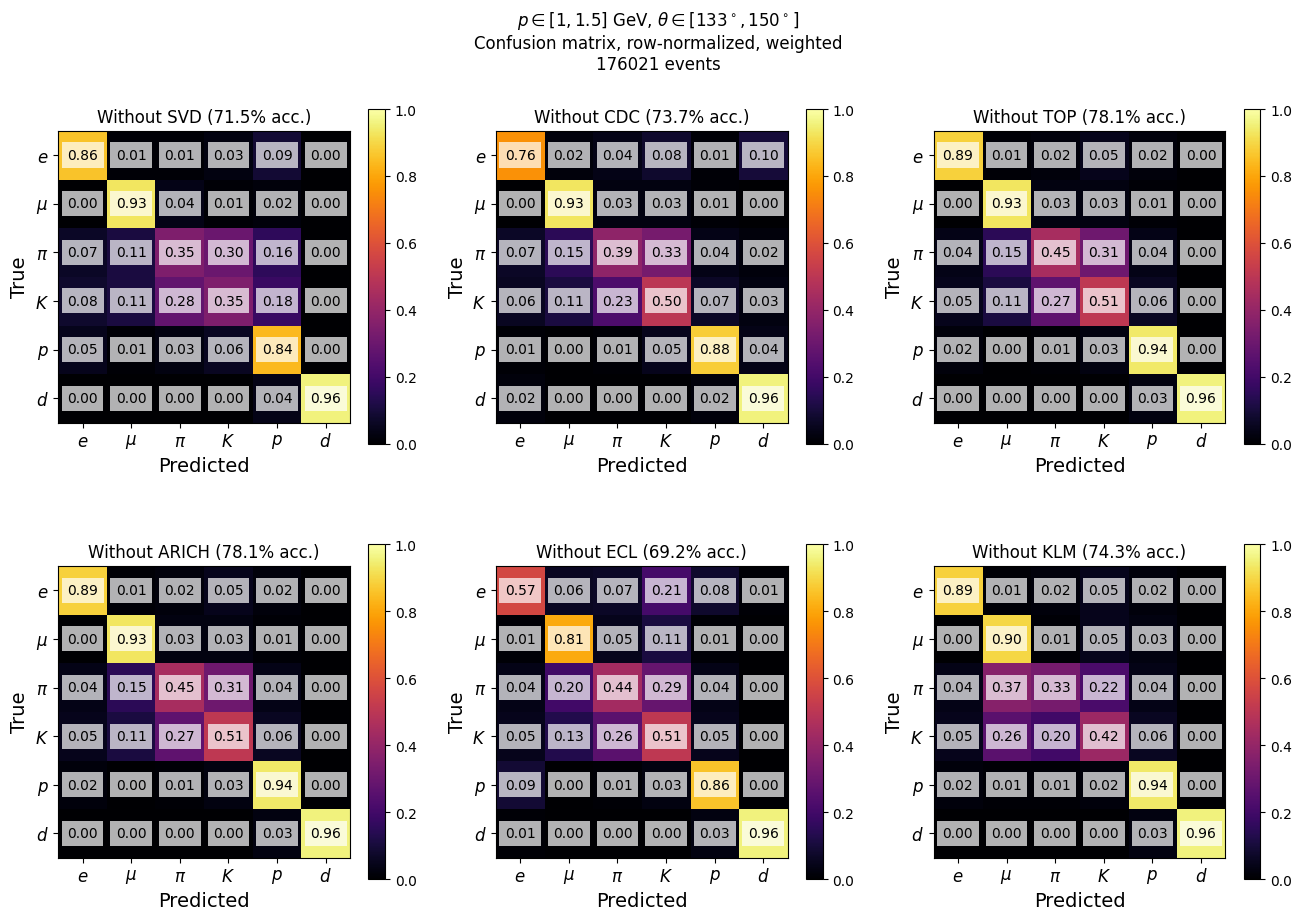 p ∈ [1, 1.5] GeV, θ ∈ [133°, 150°]
Confusion matrix, row-normalized, weighted
176021 events
Without SVD (71.5% acc.)
True
e 0.86 0.01 0.01 0.03 0.09 0.00
μ 0.00 0.93 0.04 0.01 0.02 0.00
π 0.07 0.11 0.35 0.30 0.16 0.00
K 0.08 0.11 0.28 0.35 0.18 0.00
p 0.05 0.01 0.03 0.06 0.84 0.00
d 0.00 0.00 0.00 0.00 0.04 0.96
e μ π K p d
Predicted
1.0
0.8
0.6
0.4
0.2
0.0
Without CDC (73.7% acc.)
True
e 0.76 0.02 0.04 0.08 0.01 0.10
μ 0.00 0.93 0.03 0.03 0.01 0.00
π 0.07 0.15 0.39 0.33 0.04 0.02
K 0.06 0.11 0.23 0.50 0.07 0.03
p 0.01 0.00 0.01 0.05 0.88 0.04
d 0.02 0.00 0.00 0.00 0.02 0.96
e μ π K p d
Predicted
1.0
0.8
0.6
0.4
0.2
0.0
Without TOP (78.1% acc.)
True
e 0.89 0.01 0.02 0.05 0.02 0.00
μ 0.00 0.93 0.03 0.03 0.01 0.00
π 0.04 0.15 0.45 0.31 0.04 0.00
K 0.05 0.11 0.27 0.51 0.06 0.00
p 0.02 0.00 0.01 0.03 0.94 0.00
d 0.00 0.00 0.00 0.00 0.03 0.96
e μ π K p d
Predicted
1.0
0.8
0.6
0.4
0.2
0.0
Without ARICH (78.1% acc.)
True
e 0.89 0.01 0.02 0.05 0.02 0.00
μ 0.00 0.93 0.03 0.03 0.01 0.00
π 0.04 0.15 0.45 0.31 0.04 0.00
K 0.05 0.11 0.27 0.51 0.06 0.00
p 0.02 0.00 0.01 0.03 0.94 0.00
d 0.00 0.00 0.00 0.00 0.03 0.96
e μ π K p d
Predicted
1.0
0.8
0.6
0.4
0.2
0.0
Without ECL (69.2% acc.)
True
e 0.57 0.06 0.07 0.21 0.08 0.01
μ 0.01 0.81 0.05 0.11 0.01 0.00
π 0.04 0.20 0.44 0.29 0.04 0.00
K 0.05 0.13 0.26 0.51 0.05 0.00
p 0.09 0.00 0.01 0.03 0.86 0.00
d 0.01 0.00 0.00 0.00 0.03 0.96
e μ π K p d
Predicted
1.0
0.8
0.6
0.4
0.2
0.0
Without KLM (74.3% acc.)
True
e 0.89 0.01 0.02 0.05 0.02 0.00
μ 0.00 0.90 0.01 0.05 0.03 0.00
π 0.04 0.37 0.33 0.22 0.04 0.00
K 0.05 0.26 0.20 0.42 0.06 0.00
p 0.02 0.01 0.01 0.02 0.94 0.00
d 0.00 0.00 0.00 0.00 0.03 0.96
e μ π K p d
Predicted
1.0
0.8
0.6
0.4
0.2
0.0